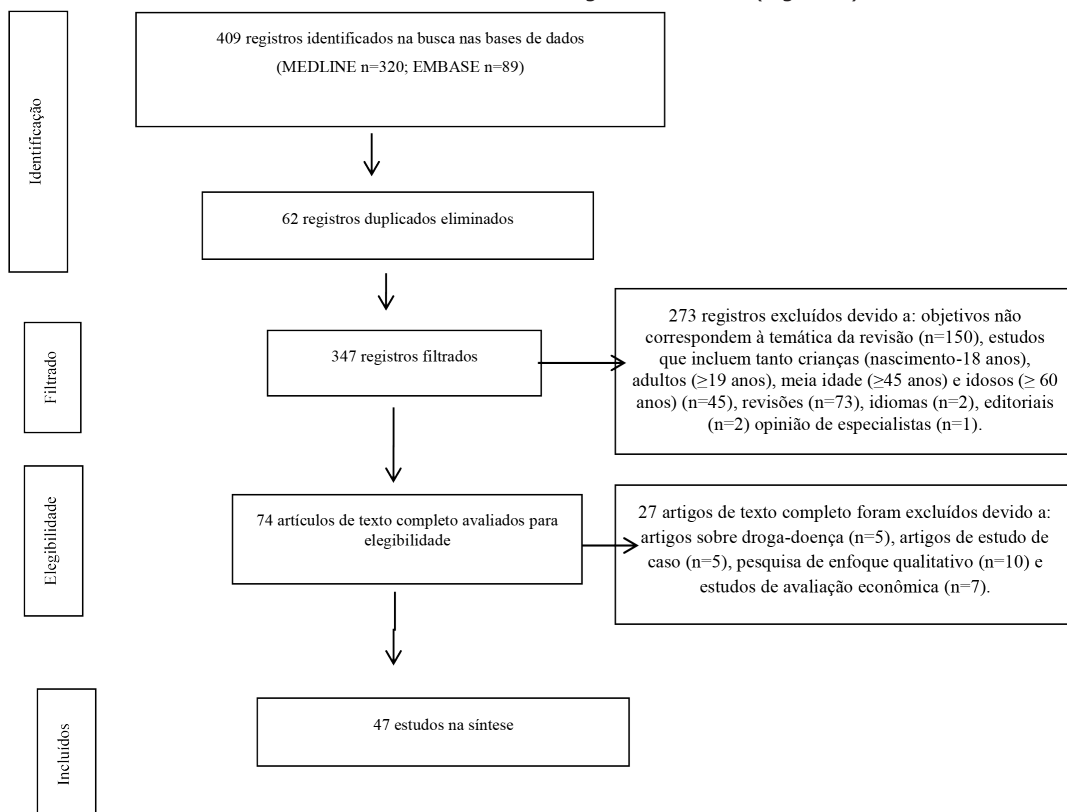 Identificação
409 registros identificados na busca nas bases de dados
(MEDLINE n=320; EMBASE n=89)
62 registros duplicados eliminados
Filtrado
347 registros filtrados
273 registros excluídos devido a: objetivos não
correspondem à temática da revisão (n=150), estudos
que incluem tanto crianças (nascimento-18 anos),
adultos (≥19 anos), meia idade (≥45 anos) e idosos (≥ 60
anos) (n=45), revisões (n=73), idiomas (n=2), editoriais
(n=2) opinião de especialistas (n=1).
Elegibilidade
74 artículos de texto completo avaliados para
elegibilidade
27 artigos de texto completo foram excluídos devido a:
artigos sobre droga-doença (n=5), artigos de estudo de
caso (n=5), pesquisa de enfoque qualitativo (n=10) e
estudos de avaliação econômica (n=7).
Incluídos
47 estudos na síntese